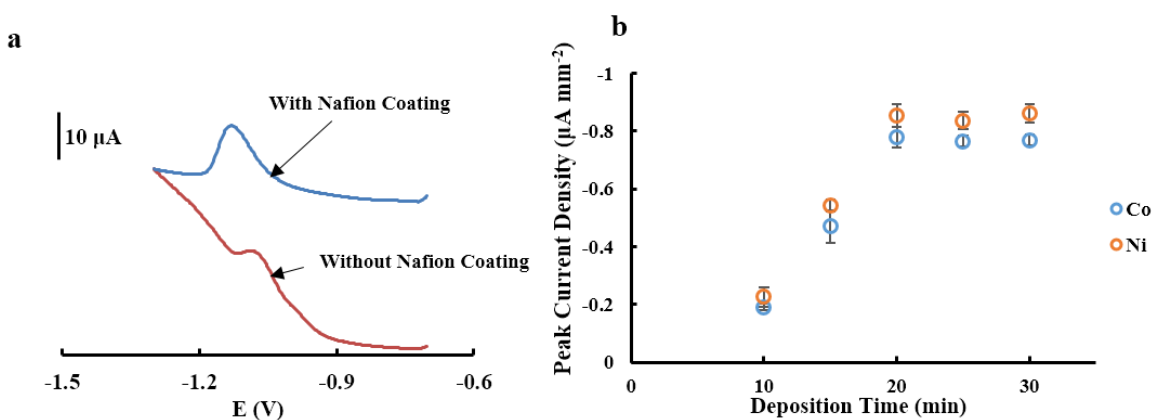 a
With Nafion Coating
10 μA
Without Nafion Coating
-1.5
-1.2
-0.9
-0.6
E (V)
b
Peak Current Density (μA mm⁻²)
-1
-0.8
-0.6
-0.4
-0.2
0
0
10
20
30
Deposition Time (min)
Co
Ni